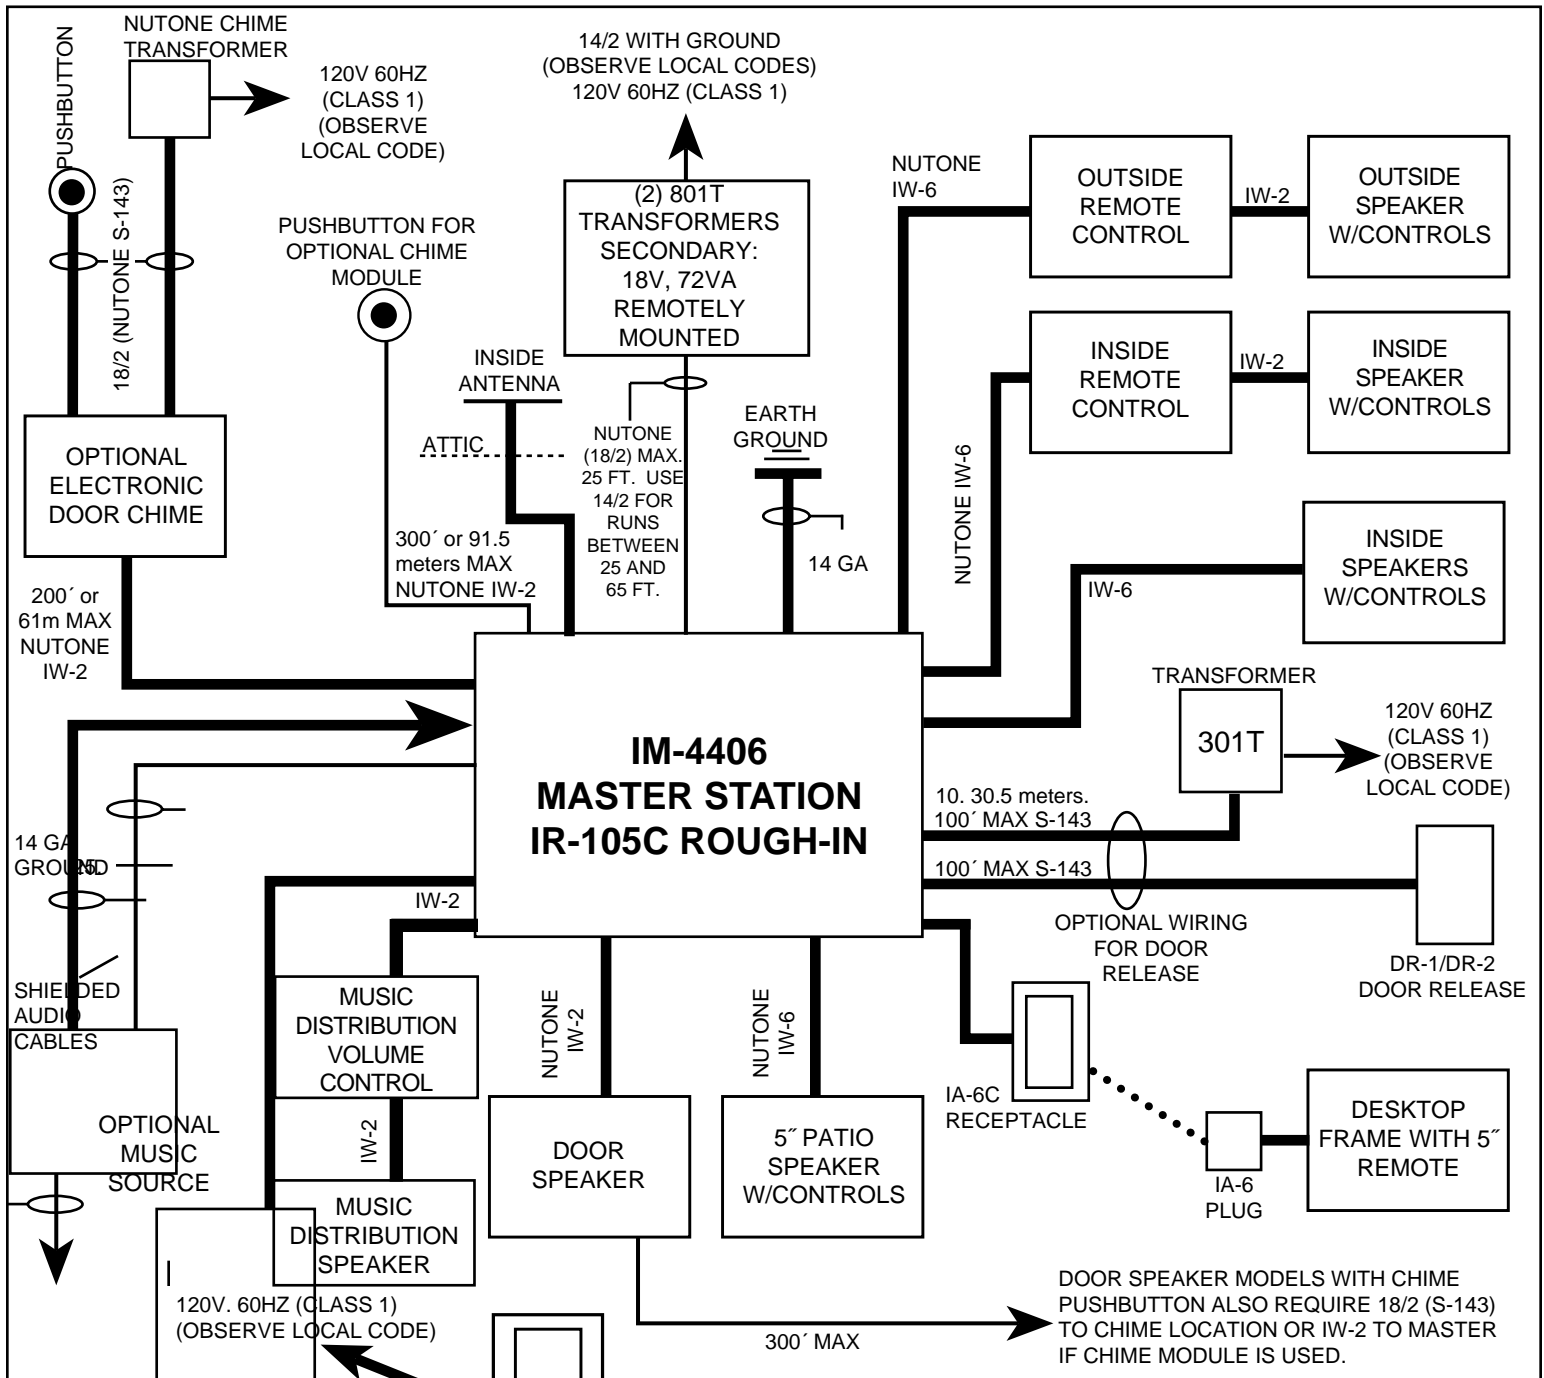 NUTONE CHIME
TRANSFORMER
PUSHBUTTON
120V 60HZ
(CLASS 1)
(OBSERVE
LOCAL CODE)
18/2 (NUTONE S-143)
14/2 WITH GROUND
(OBSERVE LOCAL CODES)
120V 60HZ (CLASS 1)
(2) 801T
TRANSFORMERS
SECONDARY:
18V, 72VA
REMOTELY
MOUNTED
PUSHBUTTON FOR
OPTIONAL CHIME
MODULE
NUTONE
IW-6
OUTSIDE
REMOTE
CONTROL
IW-2
OUTSIDE
SPEAKER
W/CONTROLS
INSIDE
REMOTE
CONTROL
IW-2
INSIDE
SPEAKER
W/CONTROLS
INSIDE
ANTENNA
ATTIC
NUTONE
(18/2) MAX.
25 FT. USE
14/2 FOR
RUNS
BETWEEN
25 AND
65 FT.
EARTH
GROUND
14 GA
NUTONE IW-6
OPTIONAL
ELECTRONIC
DOOR CHIME
300´ or 91.5
meters MAX
NUTONE IW-2
200´ or
61m MAX
NUTONE
IW-2
IW-6
INSIDE
SPEAKERS
W/CONTROLS
TRANSFORMER
301T
120V 60HZ
(CLASS 1)
(OBSERVE
LOCAL CODE)
IM-4406
MASTER STATION
IR-105C ROUGH-IN
10. 30.5 meters.
100´ MAX S-143
100´ MAX S-143
OPTIONAL WIRING
FOR DOOR
RELEASE
DR-1/DR-2
DOOR RELEASE
14 GA
GROUND
25.
SHIELDED
AUDIO
CABLES
OPTIONAL
MUSIC
SOURCE
IW-2
MUSIC
DISTRIBUTION
VOLUME
CONTROL
IW-2
MUSIC
DISTRIBUTION
SPEAKER
NUTONE
IW-2
DOOR
SPEAKER
NUTONE
IW-6
5˝ PATIO
SPEAKER
W/CONTROLS
IA-6C
RECEPTACLE
IA-6
PLUG
DESKTOP
FRAME WITH 5˝
REMOTE
120V. 60HZ (CLASS 1)
(OBSERVE LOCAL CODE)
300´ MAX
DOOR SPEAKER MODELS WITH CHIME
PUSHBUTTON ALSO REQUIRE 18/2 (S-143)
TO CHIME LOCATION OR IW-2 TO MASTER
IF CHIME MODULE IS USED.